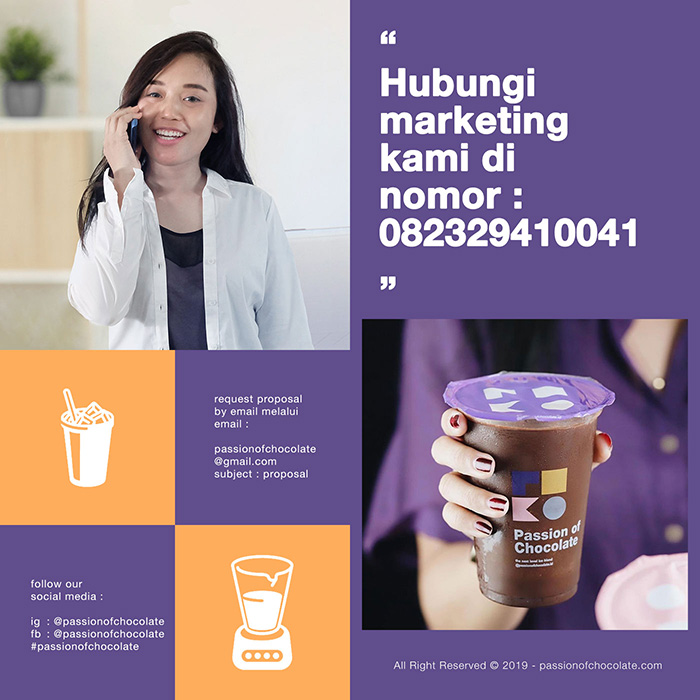 “
Hubungi
marketing
kami di
nomor :
082329410041
”
request proposal
by email melalui
email :
passionofchocolate
@gmail.com
subject : proposal
follow our
social media :
ig : @passionofchocolate
fb : @passionofchocolate
#passionofchocolate
Passion of
Chocolate
All Right Reserved © 2019 - passionofchocolate.com